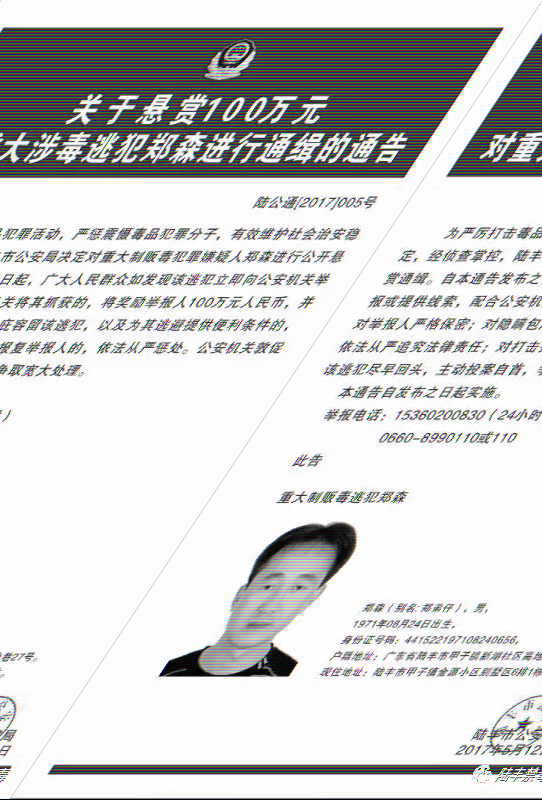 关于悬赏100万元
大涉毒逃犯郑森进行通缉的通告
陆公通[2017]005号
犯罪活动，严惩震慑毒品犯罪分子，有效维护社会治安稳
市公安局决定对重大制贩毒犯罪嫌疑人郑森进行公开悬
日起，广大人民群众如发现该逃犯立即向公安机关举
关将其抓获的，将奖励举报人100万元人民币，并
庇容留该逃犯，以及为其逃避提供便利条件的，
报复举报人的，依法从严惩处。公安机关敦促
争取宽大处理。
）
巷27号。
局
日
对重
为严厉打击毒品
定，经侦查掌控，陆丰
赏通缉。自本通告发布之
报或提供线索，配合公安机
对举报人严格保密；对隐瞒包
依法从严追究法律责任；对打击
该逃犯尽早回头，主动投案自首，
本通告自发布之日起实施。
举报电话：15360200830（24小时
0660-8990110或110
此告
重大制贩毒逃犯郑森
郑森（别名:郑弟仔），男，
1971年08月24日出生，
身份证号码：441522197108240656，
户籍地址：广东省陆丰市甲子镇新湖社区高地
现住地址：陆丰市甲子镇金源小区别墅区6排1栋
陆丰市公安
2017年5月12
陆丰禁毒